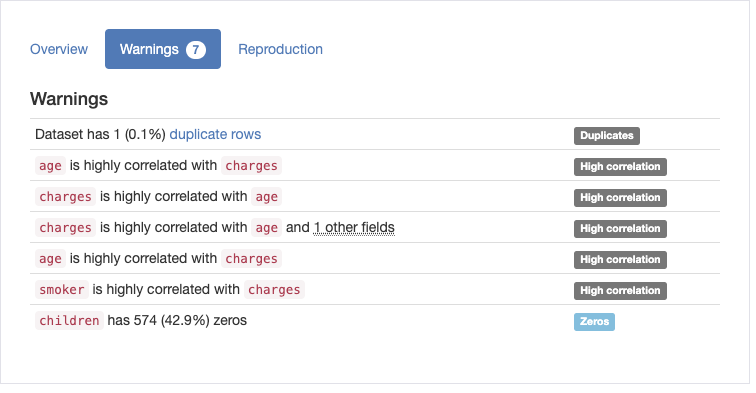 Overview Warnings 7 Reproduction
Warnings
Dataset has 1 (0.1%) duplicate rows Duplicates
age is highly correlated with charges High correlation
charges is highly correlated with age High correlation
charges is highly correlated with age and 1 other fields High correlation
age is highly correlated with charges High correlation
smoker is highly correlated with charges High correlation
children has 574 (42.9%) zeros Zeros